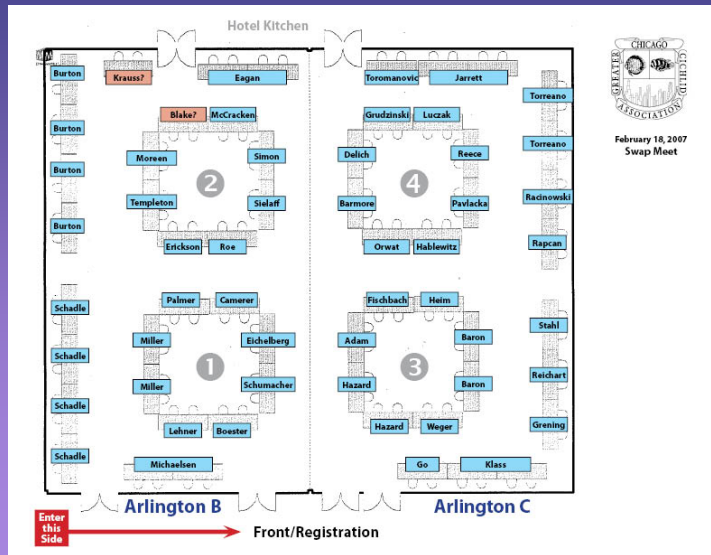 Hotel Kitchen
Burton
Krauss?
Eagan
Toromanovic
Jarrett
CHICAGO
GREATER
CICHLID
ASSOCIATION
February 18, 2007
Swap Meet
Torreano
Burton
Blake?
McCracken
Grudzinski
Luczak
Torreano
Burton
Moreen
Simon
Delich
Reece
2
4
Racinowski
Templeton
Sielaff
Barmore
Pavlacka
Burton
Erickson
Roe
Orwat
Hablewitz
Rapcan
Schadle
Palmer
Camerer
Fischbach
Heim
Stahl
Schadle
Miller
Eichelberg
Adam
Baron
1
3
Reichart
Miller
Schumacher
Hazard
Baron
Schadle
Lehner
Boester
Hazard
Weger
Grening
Schadle
Michaelsen
Go
Klass
Arlington B
Arlington C
Enter
this
Side
Front/Registration